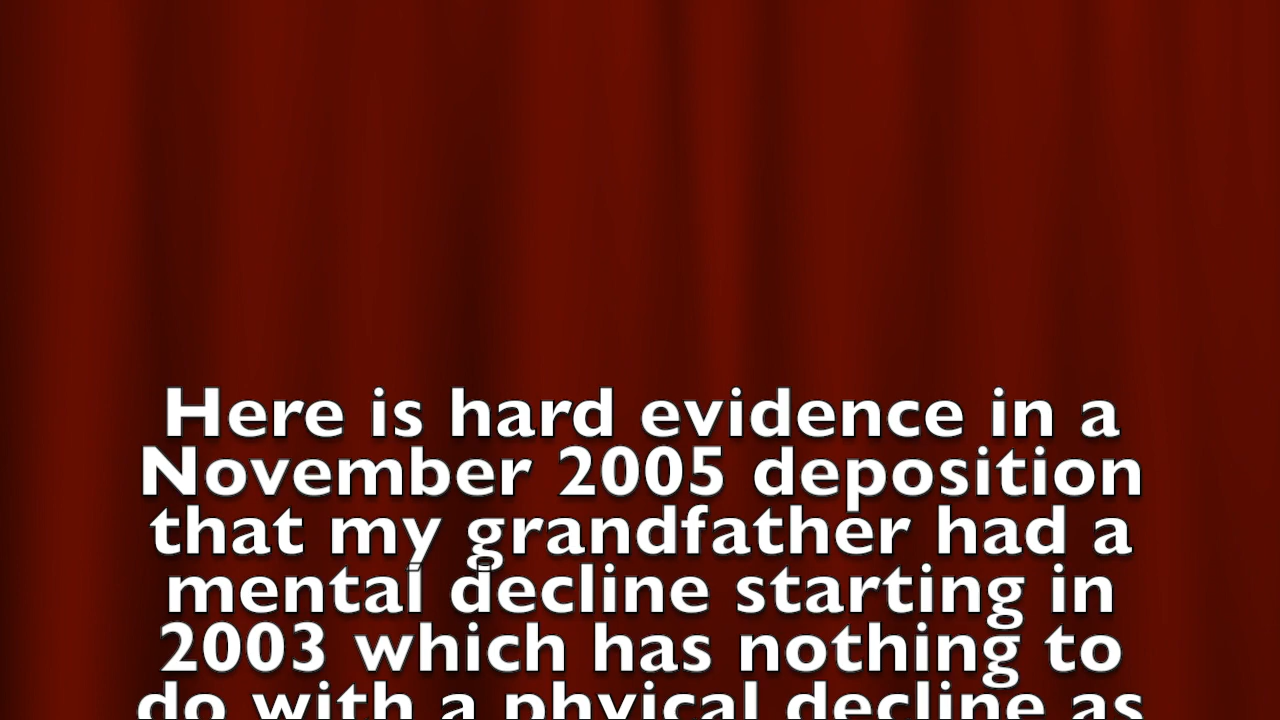 Here is hard evidence in a
November 2005 deposition
that my grandfather had a
mental decline starting in
2003 which has nothing to
do with a phyical decline as